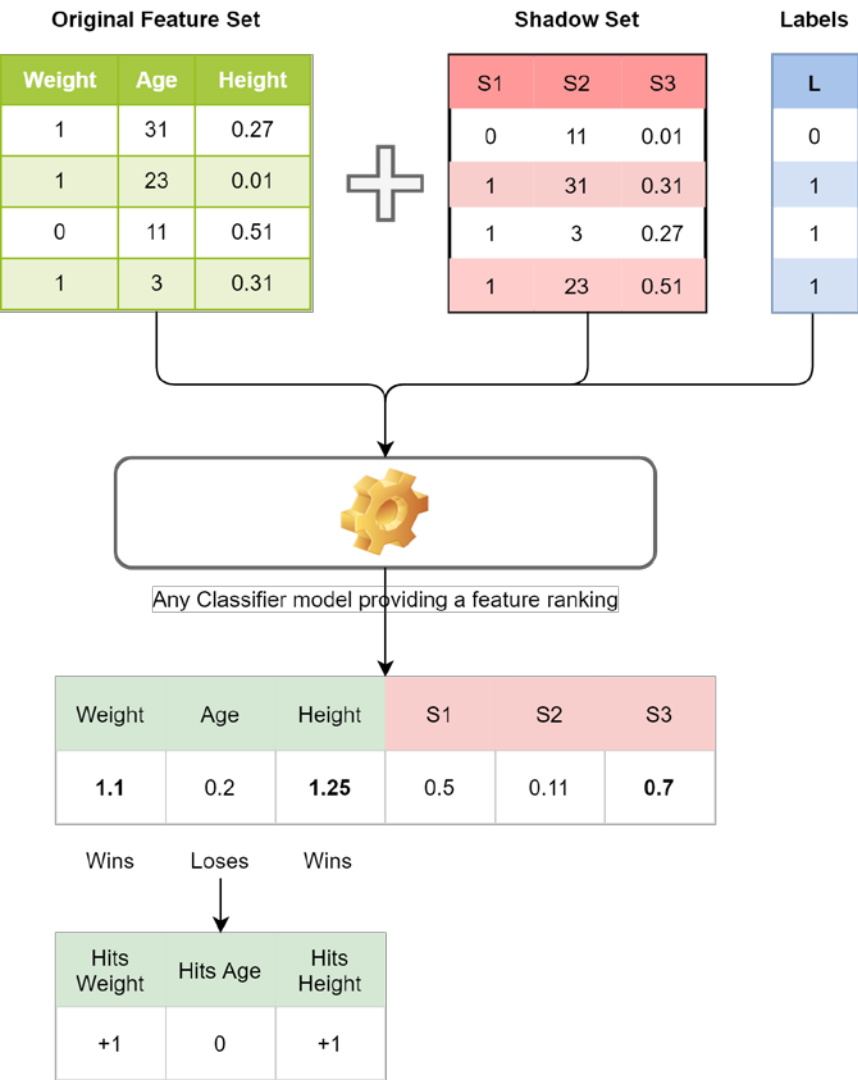 Original Feature Set Shadow Set Labels
Weight Age Height S1 S2 S3 L
1 31 0.27 0 11 0.01 0
1 23 0.01 1 31 0.31 1
0 11 0.51 1 3 0.27 1
1 3 0.31 1 23 0.51 1
Any Classifier model providing a feature ranking
Weight Age Height S1 S2 S3
1.1 0.2 1.25 0.5 0.11 0.7
Wins Loses Wins
Hits Weight Hits Age Hits Height
+1 0 +1